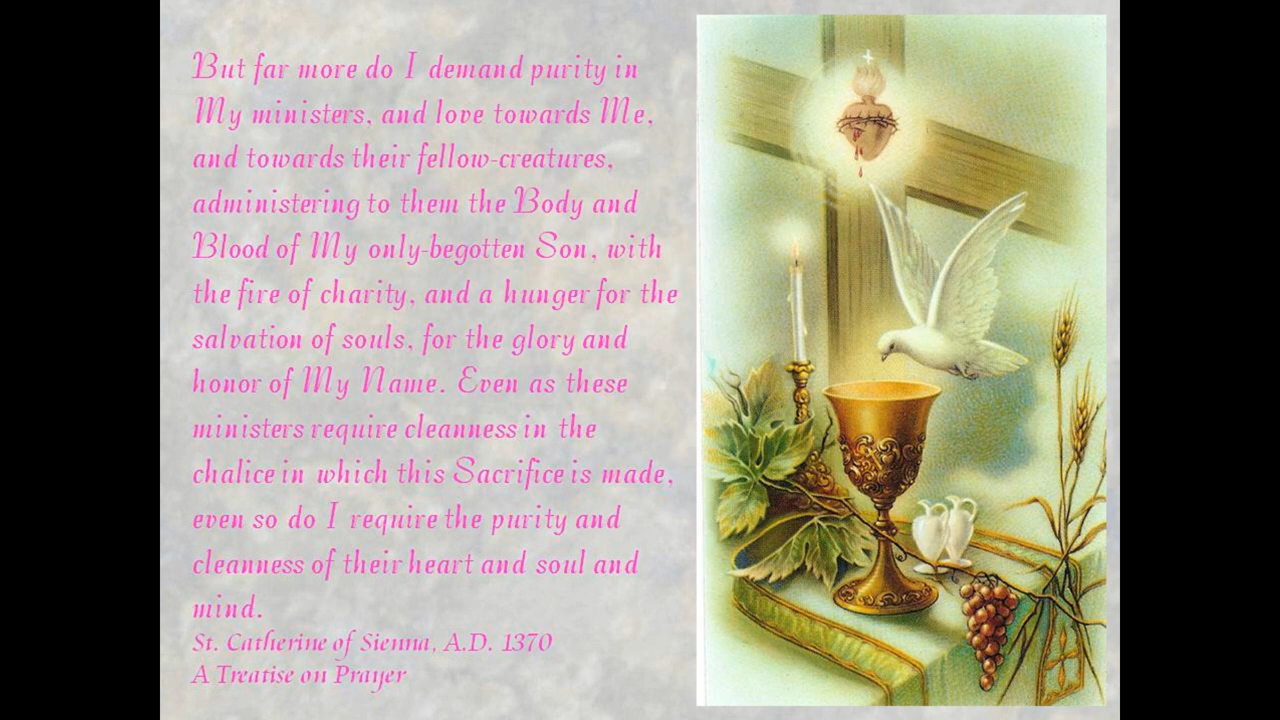 But far more do I demand purity in
My ministers, and love towards Me,
and towards their fellow-creatures,
administering to them the Body and
Blood of My only-begotten Son, with
the fire of charity, and a hunger for the
salvation of souls, for the glory and
honor of My Name. Even as these
ministers require cleanness in the
chalice in which this Sacrifice is made,
even so do I require the purity and
cleanness of their heart and soul and
mind.
St. Catherine of Sienna, A.D. 1370
A Treatise on Prayer